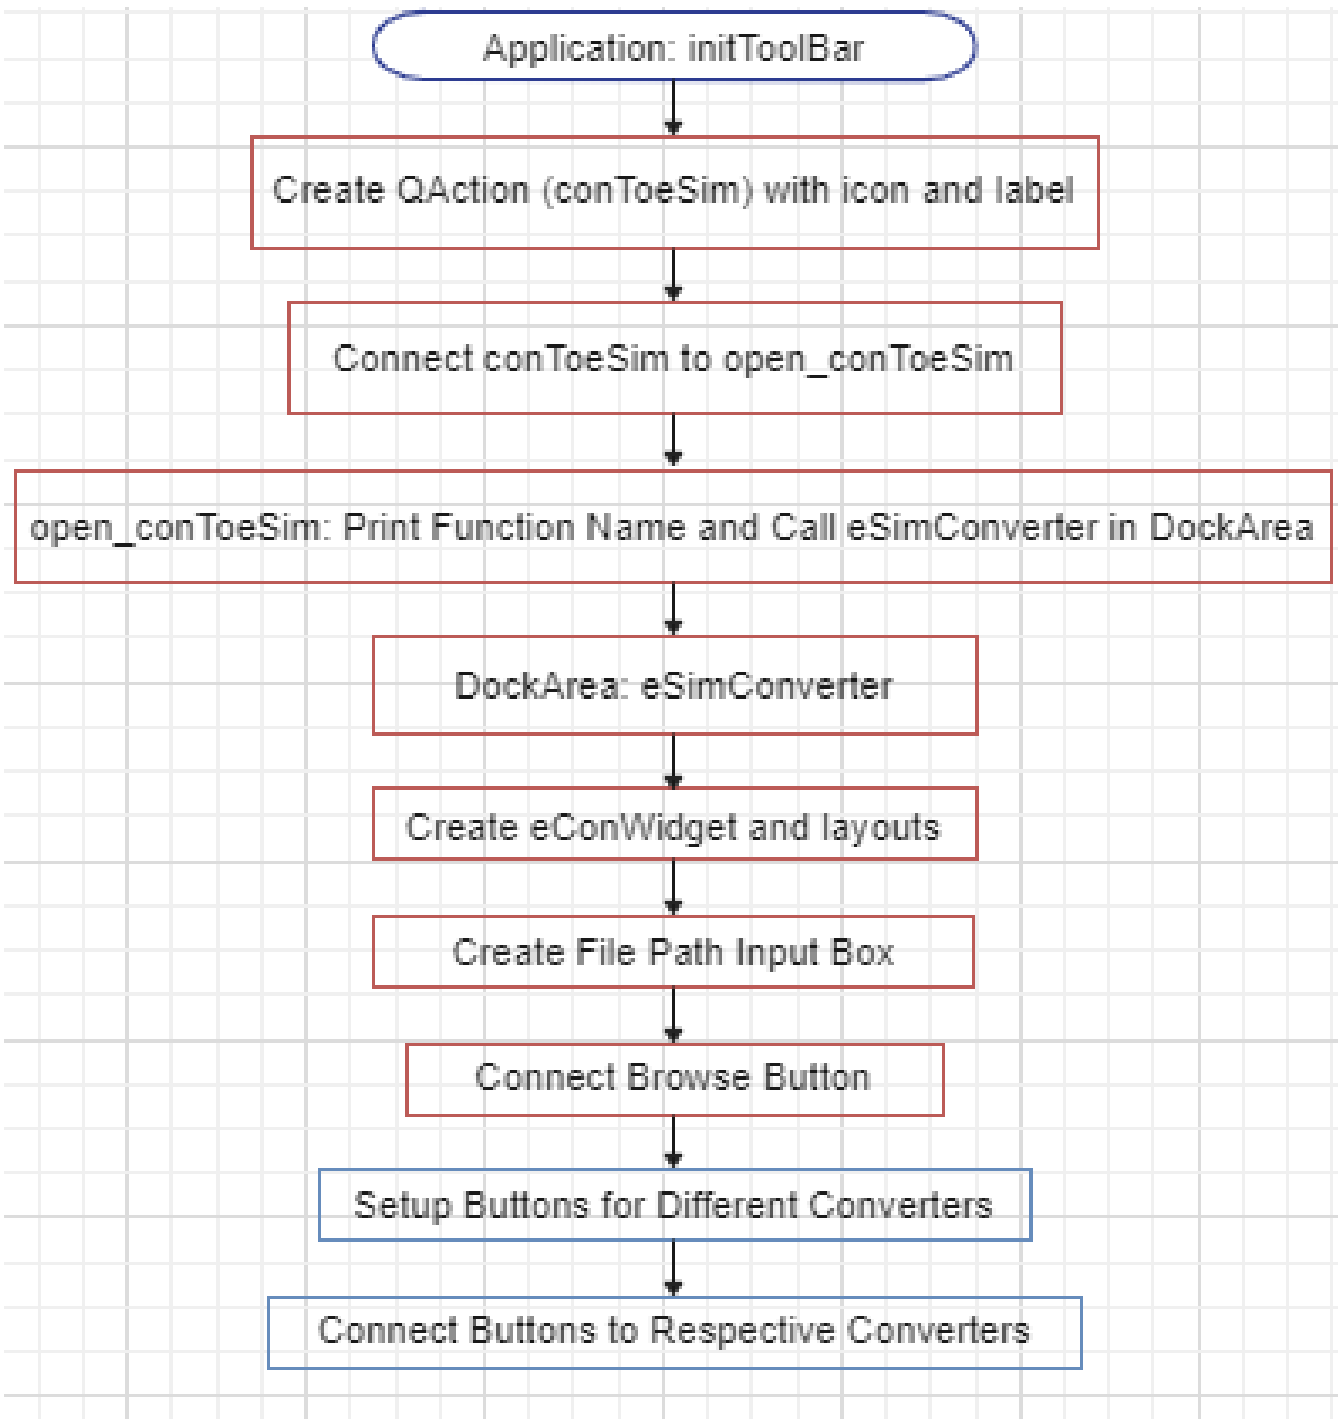 Application: initToolBar
Create QAction (conToeSim) with icon and label
Connect conToeSim to open_conToeSim
open_conToeSim: Print Function Name and Call eSimConverter in DockArea
DockArea: eSimConverter
Create eConWidget and layouts
Create File Path Input Box
Connect Browse Button
Setup Buttons for Different Converters
Connect Buttons to Respective Converters